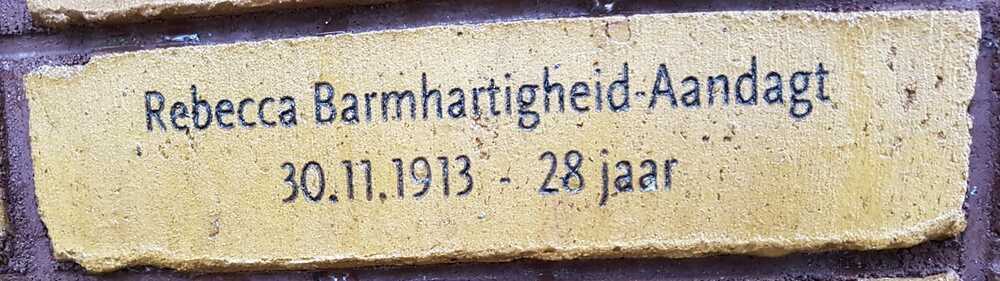 Rebecca Barmhartigheid-Aandagt
30.11.1913 - 28 jaar